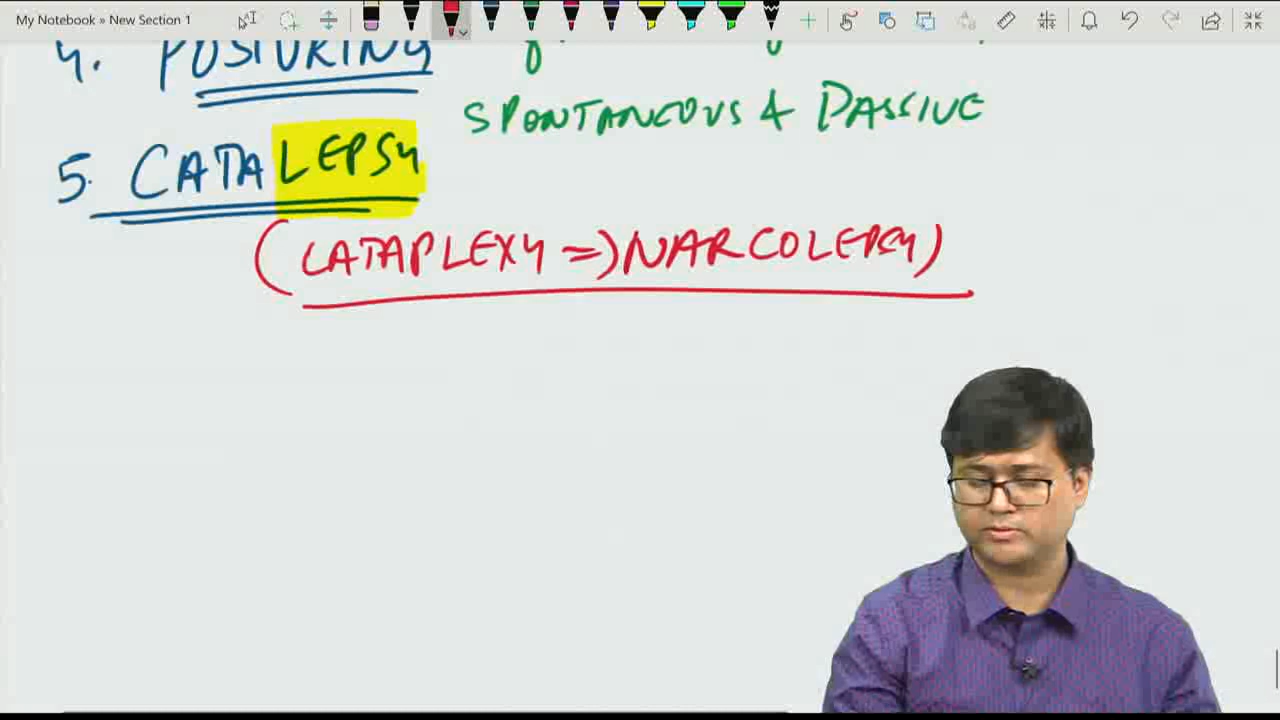 My Notebook » New Section 1
4. POSTURING
SPONTANEOUS & PASSIVE
5. CATALEPSY
(CATAPLEXY => NARCOLEPSY)